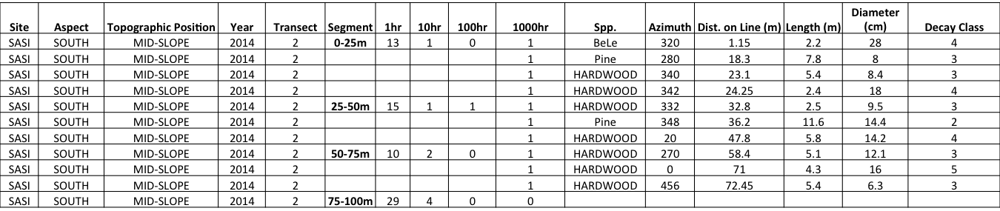 Site Aspect Topographic Position Year Transect Segment 1hr 10hr 100hr 1000hr Spp. Azimuth Dist. on Line (m) Length (m) Diameter (cm) Decay Class
SASI SOUTH MID-SLOPE 2014 2 0-25m 13 1 0 1 BeLe 320 1.15 2.2 28 4
SASI SOUTH MID-SLOPE 2014 2 1 Pine 280 18.3 7.8 8 3
SASI SOUTH MID-SLOPE 2014 2 1 HARDWOOD 340 23.1 5.4 8.4 3
SASI SOUTH MID-SLOPE 2014 2 1 HARDWOOD 342 24.25 2.4 18 4
SASI SOUTH MID-SLOPE 2014 2 25-50m 15 1 1 1 HARDWOOD 332 32.8 2.5 9.5 3
SASI SOUTH MID-SLOPE 2014 2 1 Pine 348 36.2 11.6 14.4 2
SASI SOUTH MID-SLOPE 2014 2 1 HARDWOOD 20 47.8 5.8 14.2 4
SASI SOUTH MID-SLOPE 2014 2 50-75m 10 2 0 1 HARDWOOD 270 58.4 5.1 12.1 3
SASI SOUTH MID-SLOPE 2014 2 1 HARDWOOD 0 71 4.3 16 5
SASI SOUTH MID-SLOPE 2014 2 1 HARDWOOD 456 72.45 5.4 6.3 3
SASI SOUTH MID-SLOPE 2014 2 75-100m 29 4 0 0